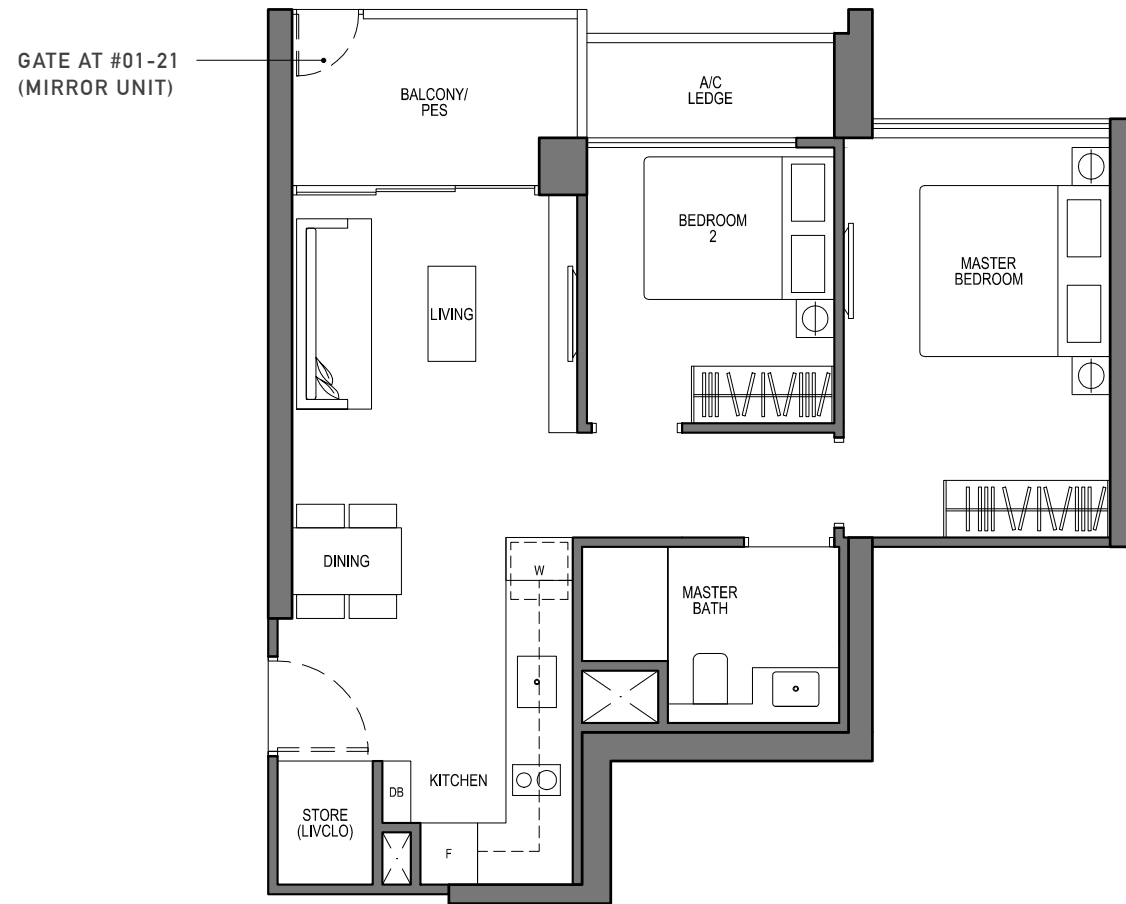 GATE AT #01-21
(MIRROR UNIT)
BALCONY/
PES
A/C
LEDGE
BEDROOM
2
MASTER
BEDROOM
LIVING
DINING
W
MASTER
BATH
KITCHEN
DB
STORE
(LIVCLO)
F